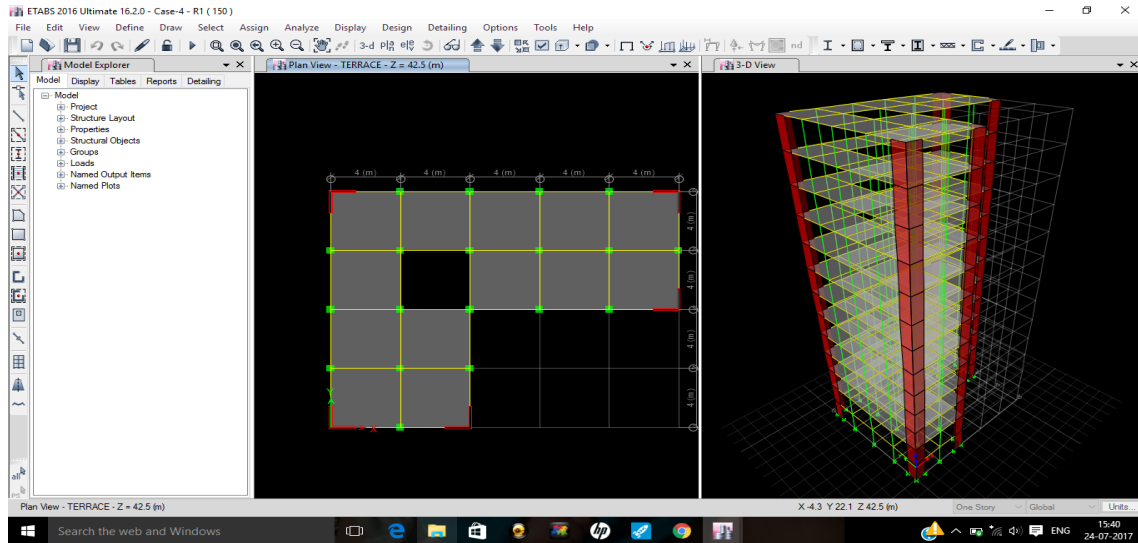 ETABS 2016 Ultimate 16.2.0 - Case-4 - R1 ( 150 )
File Edit View Define Draw Select Assign Analyze Display Design Detailing Options Tools Help
3-d nd
Model Explorer
Plan View - TERRACE - Z = 42.5 (m)
3-D View
Model Display Tables Reports Detailing
Model
Project
Structure Layout
Properties
Structural Objects
Groups
Loads
Named Output Items
Named Plots
4 (m) 4 (m) 4 (m) 4 (m) 4 (m)
4 (m)
4 (m)
4 (m)
4 (m)
Y
X
all
Plan View - TERRACE - Z = 42.5 (m)
X -4.3 Y 22.1 Z 42.5 (m)
One Story
Global
Units...
Search the web and Windows
hp
ENG
15:40
24-07-2017